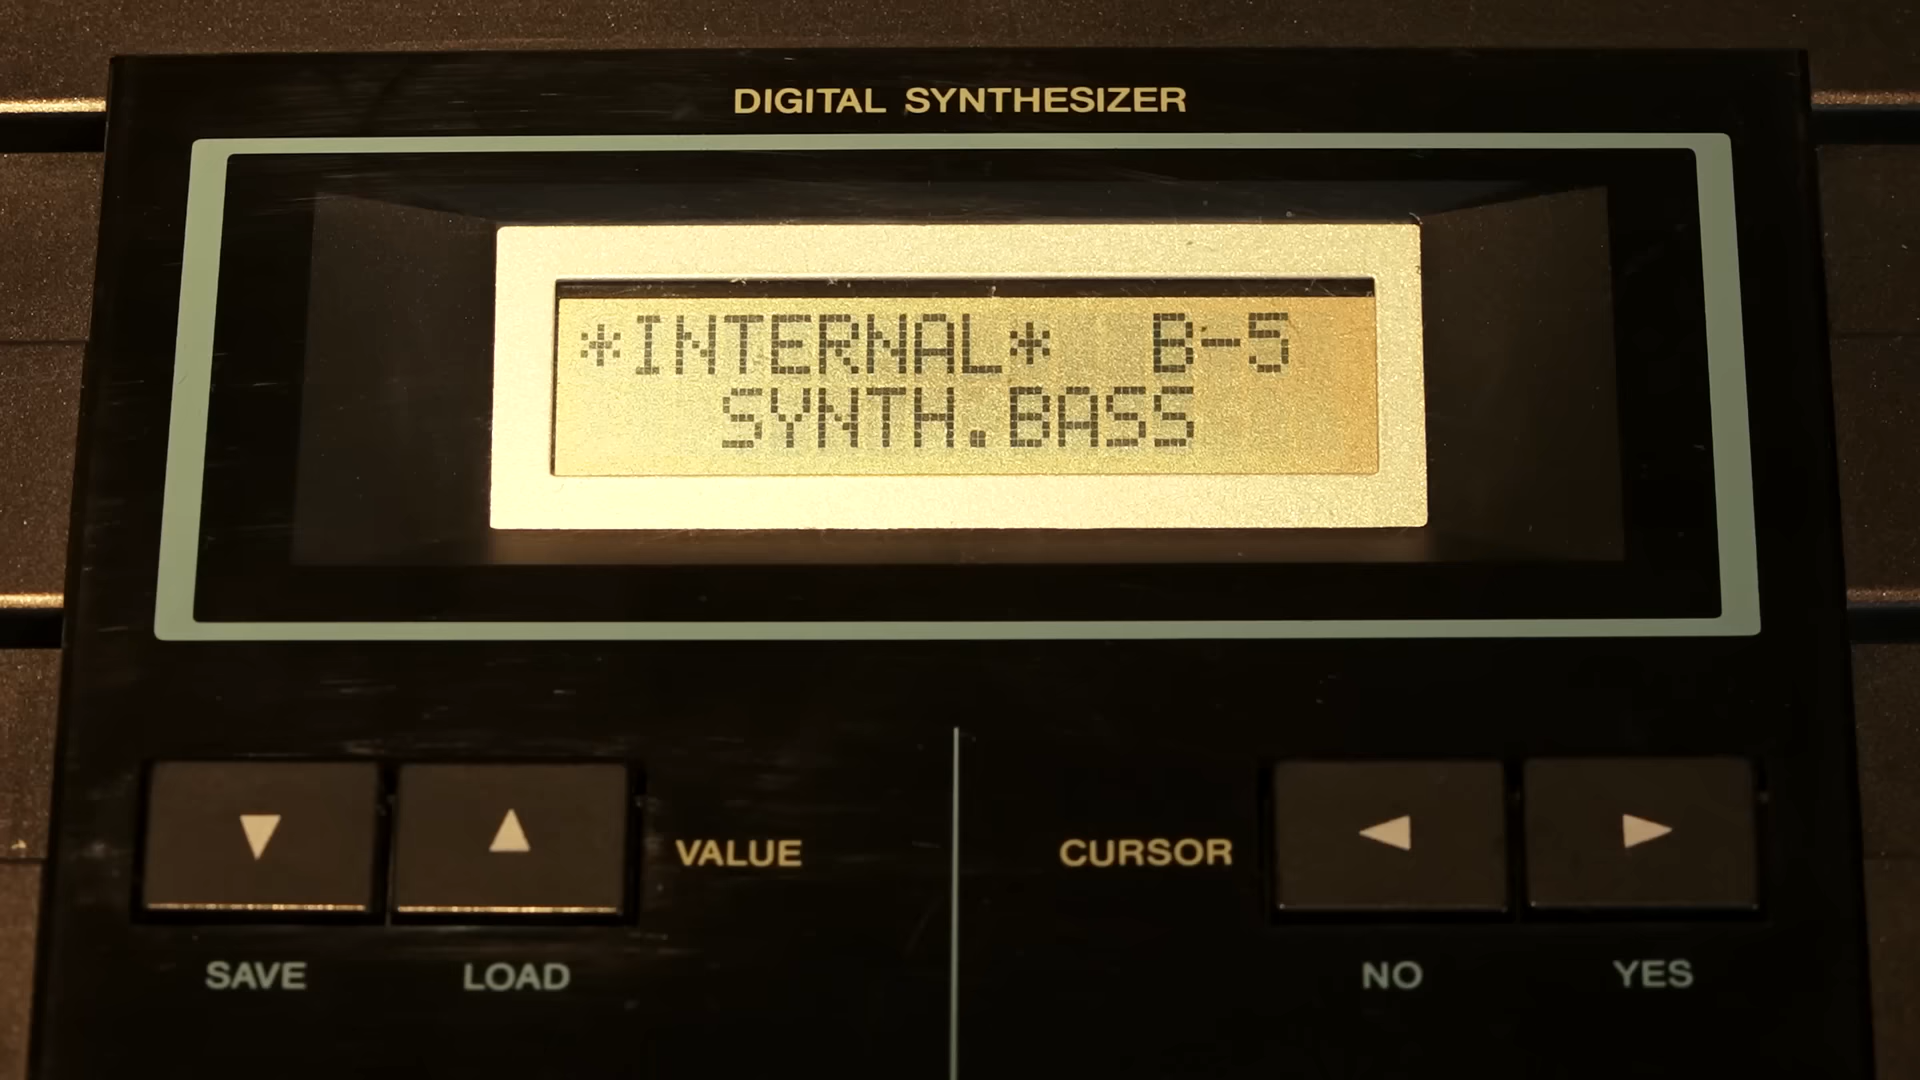 DIGITAL SYNTHESIZER
*INTERNAL* B-5
SYNTH.BASS
VALUE
CURSOR
SAVE
LOAD
NO
YES